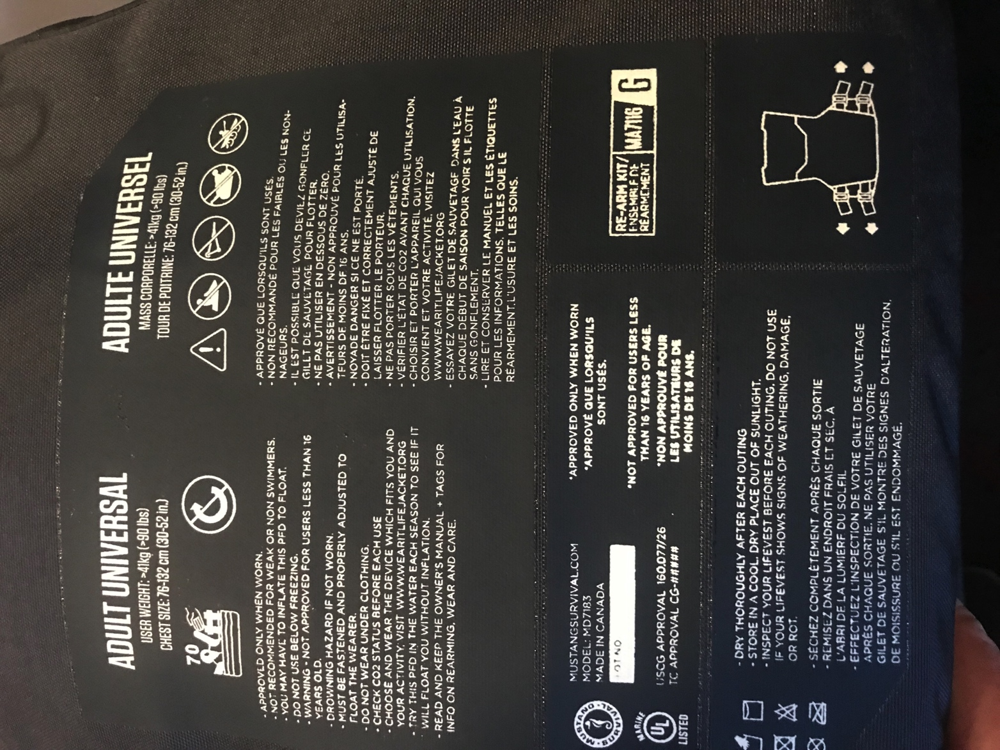 ADULT UNIVERSAL
USER WEIGHT: >41kg (>90 lbs)
CHEST SIZE: 76-132 cm (30-52 in.)
70
- APPROVED ONLY WHEN WORN.
- NOT RECOMMENDED FOR WEAK OR NON SWIMMERS.
- YOU MAY HAVE TO INFLATE THIS PFD TO FLOAT.
- DO NOT USE BELOW FREEZING.
- WARNING - NOT APPROVED FOR USERS LESS THAN 16
YEARS OLD.
- DROWNING HAZARD IF NOT WORN.
- MUST BE FASTENED AND PROPERLY ADJUSTED TO
FLOAT THE WEARER.
- DO NOT WEAR UNDER CLOTHING.
- CHECK CO2 STATUS BEFORE EACH USE
- CHOOSE AND WEAR THE DEVICE WHICH FITS YOU AND
YOUR ACTIVITY, VISIT WWW.WEARITLIFEJACKET.ORG
- TRY THIS PFD IN THE WATER EACH SEASON TO SEE IF IT
WILL FLOAT YOU WITHOUT INFLATION.
- READ AND KEEP THE OWNER'S MANUAL + TAGS FOR
INFO ON REARMING, WEAR AND CARE.
ADULTE UNIVERSEL
MASS CORPORELLE: >41kg (>90 lbs)
TOUR DE POITRINE: 76-132 cm (30-52 in.)
- APPROVÉ QUE LORSQU'ILS SONT USÉS.
- NON RECOMMANDÉ POUR LES FAIBLES OU LES NON-
NAGEURS.
- IL EST POSSIBLE QUE VOUS DEVIEZ GONFLER CE
GILET DE SAUVETAGE POUR FLOTTER.
- NE PAS UTILISER EN DESSOUS DE ZÉRO.
- AVERTISSEMENT - NON APPROUVÉ POUR LES UTILISA-
TEURS DE MOINS DE 16 ANS.
- NOYADE DANGER SI CE NE EST PORTÉ.
- DOIT ÊTRE FIXÉ ET CORRECTEMENT AJUSTÉ DE
LAISSER FLOTTER LE PORTEUR.
- NE PAS PORTER SOUS LES VÊTEMENTS.
- VÉRIFIER L'ÉTAT DE CO2 AVANT CHAQUE UTILISATION.
- CHOISIR ET PORTER L'APPAREIL QUI VOUS
CONVIENT ET VOTRE ACTIVITÉ, VISITEZ
WWW.WEARITLIFEJACKET.ORG
- ESSAYEZ VOTRE GILET DE SAUVETAGE DANS L'EAU À
CHAQUE DÉBUT DE SAISON POUR VOIR S'IL FLOTTE
SANS GONFLEMENT.
- LIRE ET CONSERVER LE MANUEL ET LES ÉTIQUETTES
POUR LES INFORMATIONS, TELLES QUE LE
RÉARMEMENT, L'USURE ET LES SOINS.
MUSTANG SURVIVAL
MARINE
UL
LISTED
MUSTANGSURVIVAL.COM
MODEL: MD7183
MADE IN CANADA
LOT NO
USCG APPROVAL 160.077/26
TC APPROVAL CG-####
*APPROVED ONLY WHEN WORN
*APPROVÉ QUE LORSQU'ILS
SONT USÉS.
*NOT APPROVED FOR USERS LESS
THAN 16 YEARS OF AGE.
*NON APPROUVÉ POUR
LES UTILISATEURS DE
MOINS DE 16 ANS.
RE-ARM KIT/
ENSEMBLE DE
RÉARMEMENT
MA7116
G
- DRY THOROUGHLY AFTER EACH OUTING
- STORE IN A COOL, DRY PLACE OUT OF SUNLIGHT.
- INSPECT YOUR LIFEVEST BEFORE EACH OUTING. DO NOT USE
IF YOUR LIFEVEST SHOWS SIGNS OF WEATHERING, DAMAGE,
OR ROT.
- SÉCHEZ COMPLÈTEMENT APRÈS CHAQUE SORTIE
- REMISEZ DANS UN ENDROIT FRAIS ET SEC, À
L'ABRI DE LA LUMIÈRE DU SOLEIL.
- EFFECTUEZ L'INSPECTION DE VOTRE GILET DE SAUVETAGE
APRÈS CHAQUE SORTIE. NE PAS UTILISER VOTRE
GILET DE SAUVETAGE S'IL MONTRE DES SIGNES D'ALTERATION,
DE MOISISSURE OU S'IL EST ENDOMMAGÉ.